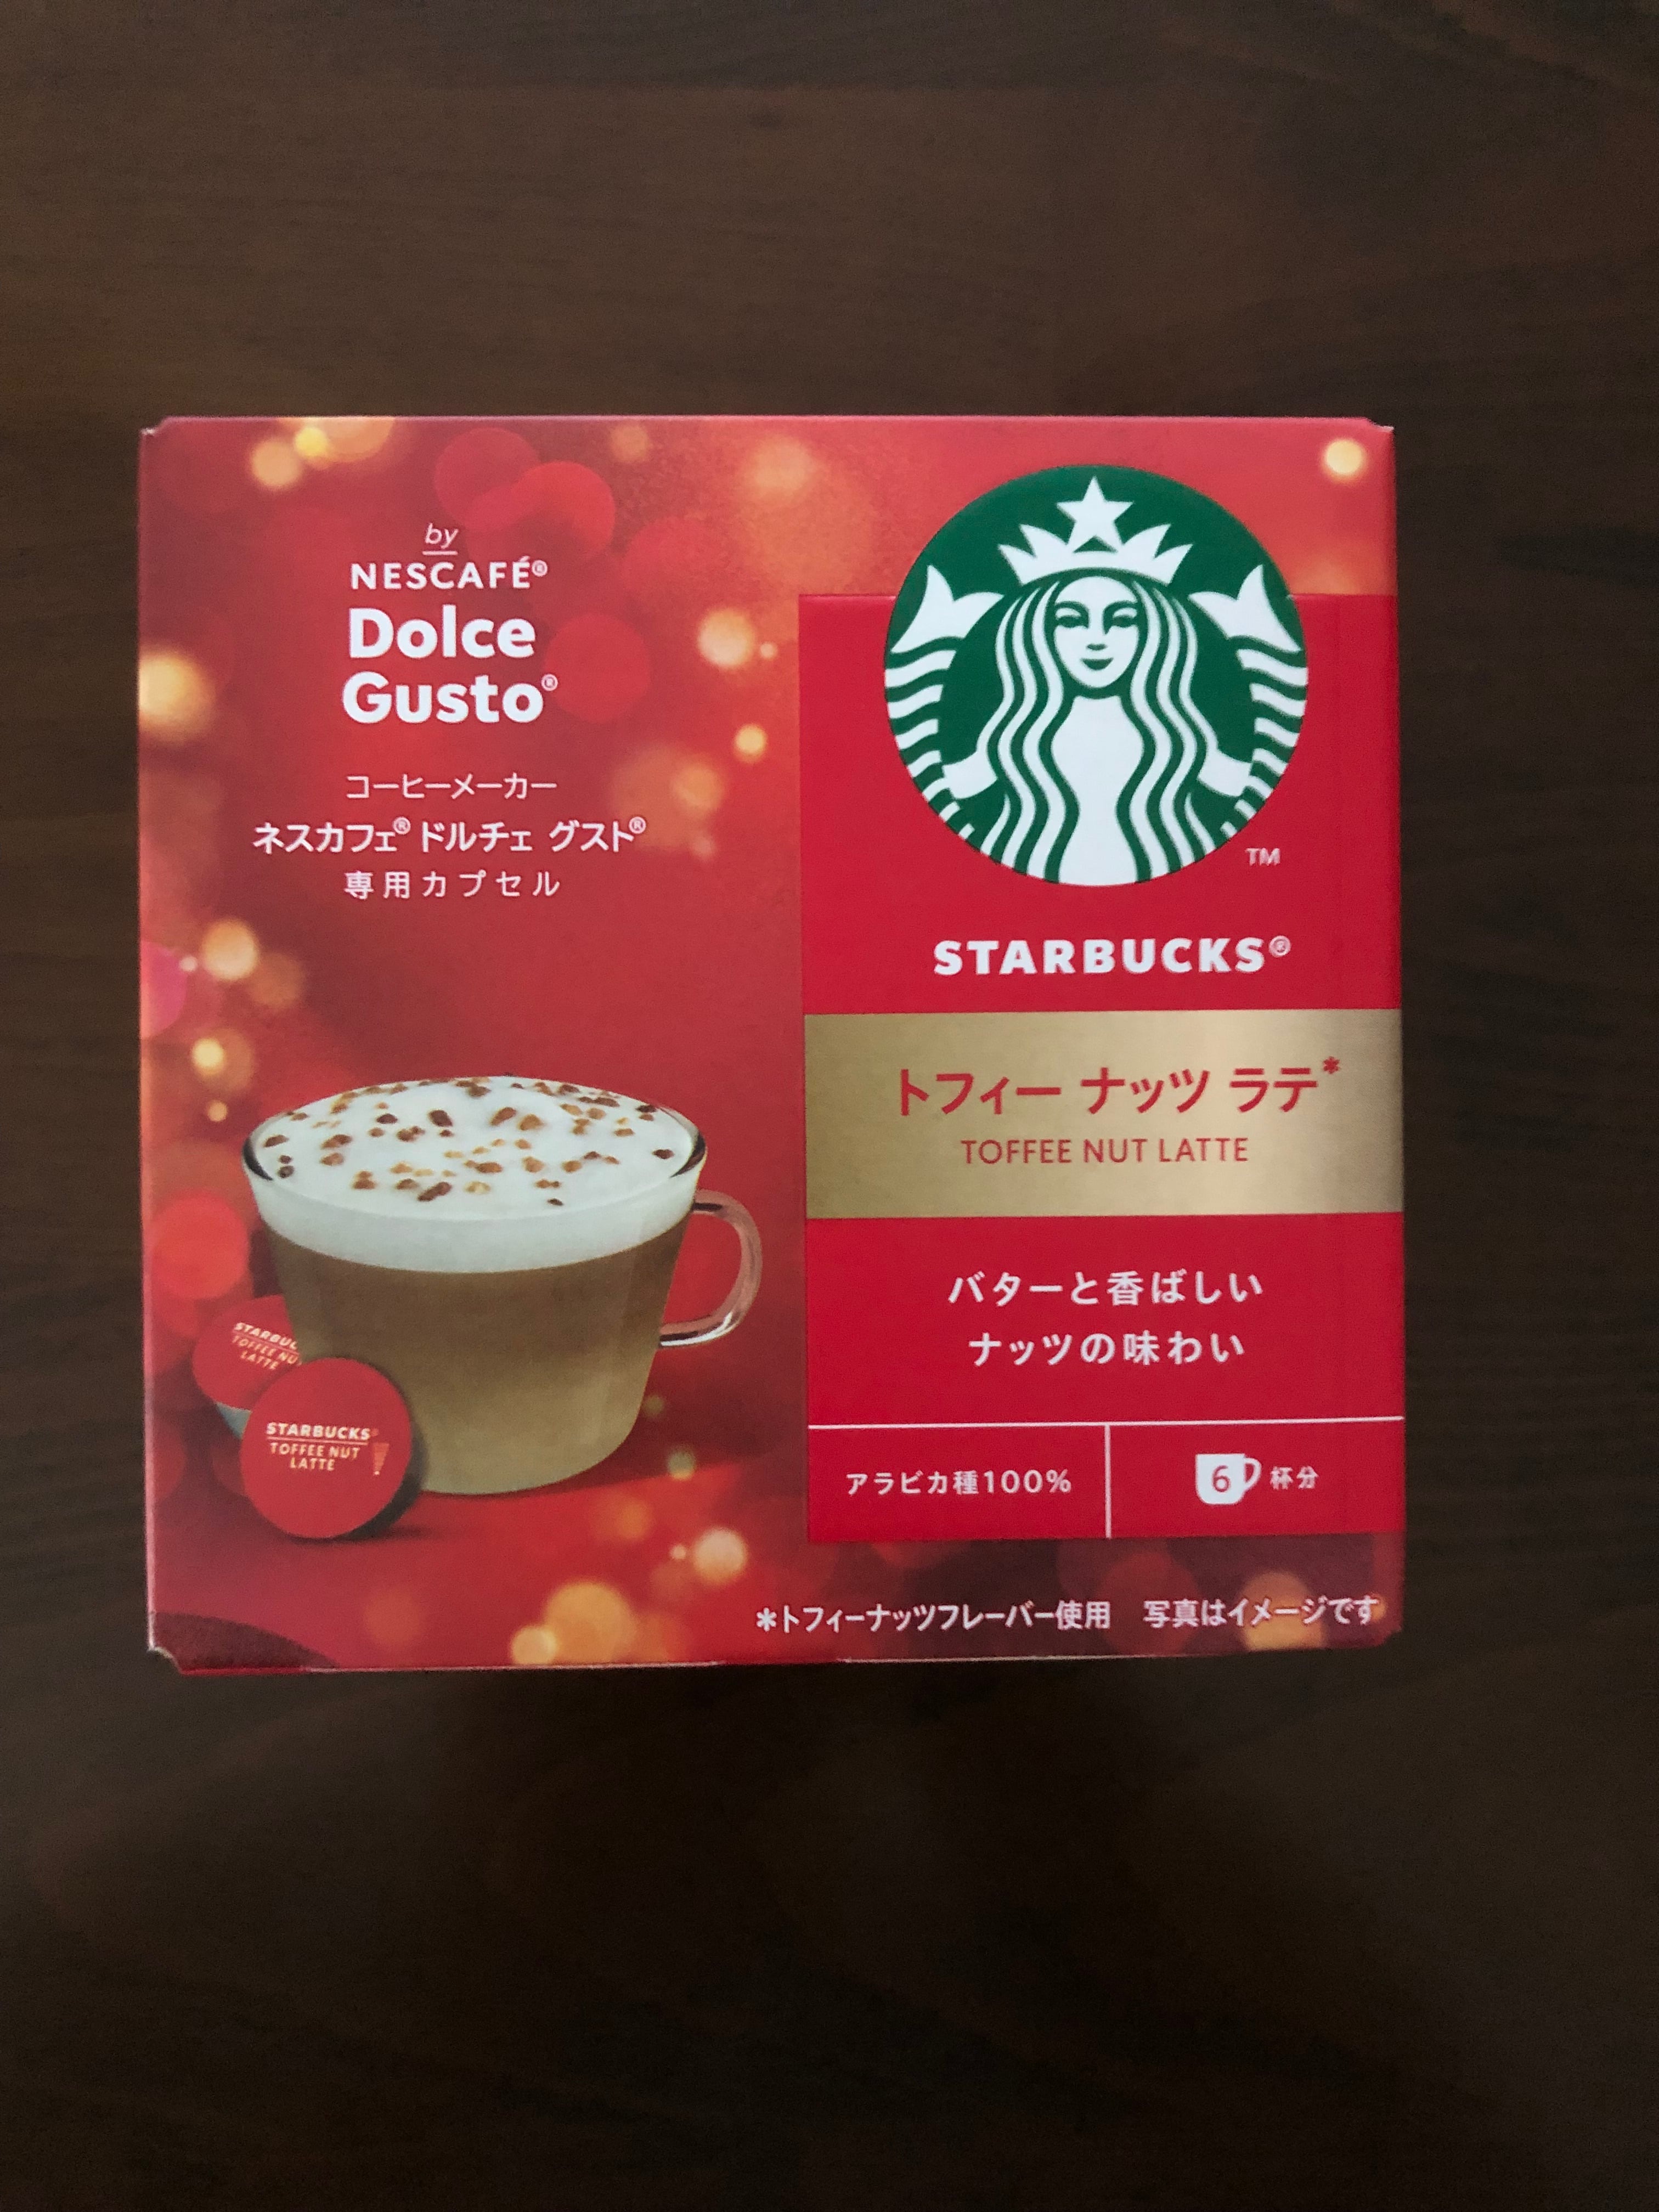 by
NESCAFÉ®
Dolce
Gusto®
コーヒーメーカー
ネスカフェ® ドルチェ グスト®
専用カプセル
TM
STARBUCKS®
トフィー ナッツ ラテ*
TOFFEE NUT LATTE
バターと香ばしい
ナッツの味わい
アラビカ種100%
6 杯分
STARBUC
TOFFEE NU
LATTE
STARBUCKS®
TOFFEE NUT
LATTE
*トフィーナッツフレーバー使用 写真はイメージです